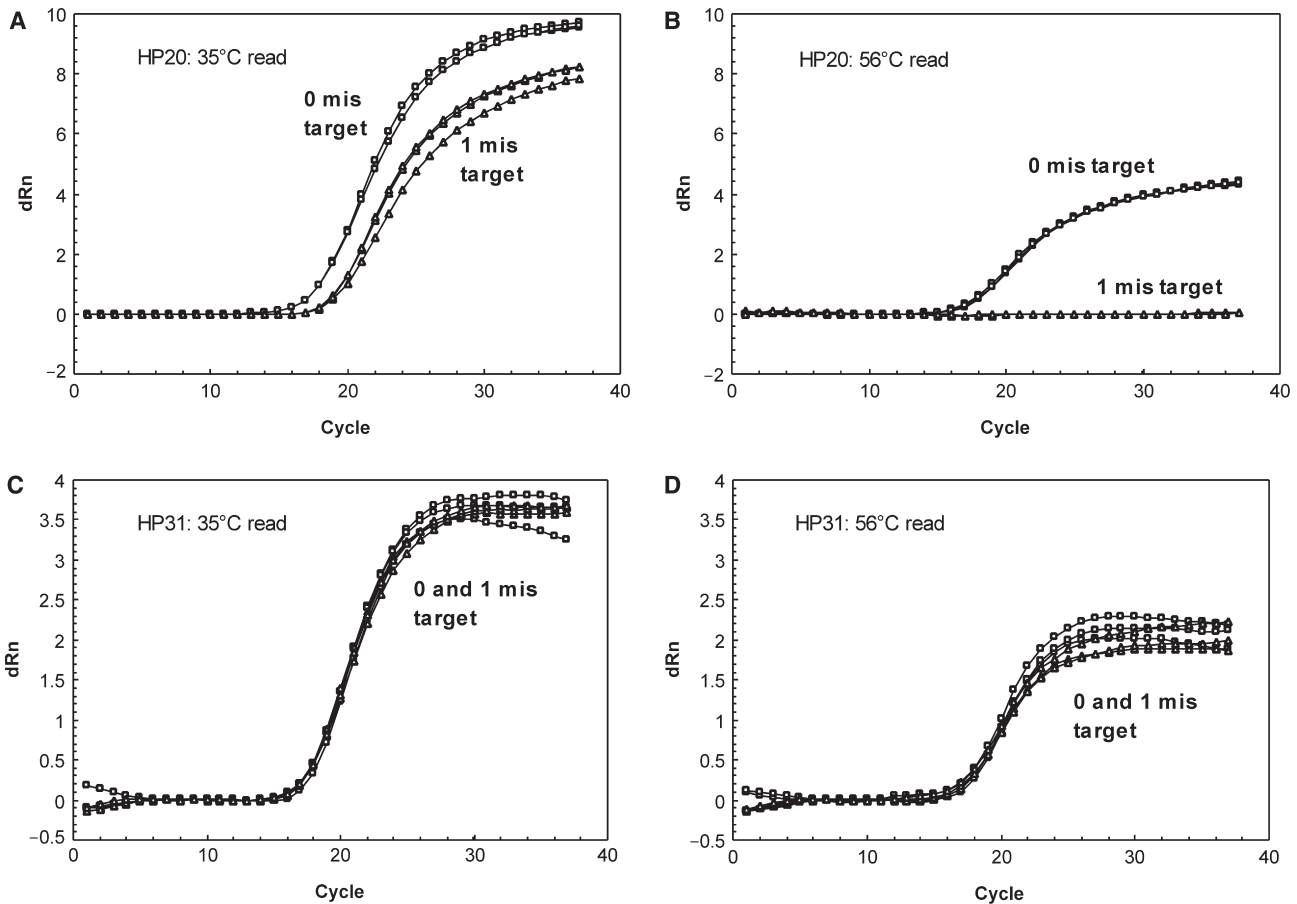 A
HP20: 35°C read
0 mis
target
1 mis
target
dRn
10
8
6
4
2
0
−2
0
10
20
30
40
Cycle
B
HP20: 56°C read
0 mis target
1 mis target
dRn
10
8
6
4
2
0
−2
0
10
20
30
40
Cycle
C
HP31: 35°C read
0 and 1 mis
target
dRn
4
3.5
3
2.5
2
1.5
1
0.5
0
−0.5
0
10
20
30
40
Cycle
D
HP31: 56°C read
0 and 1 mis
target
dRn
4
3.5
3
2.5
2
1.5
1
0.5
0
−0.5
0
10
20
30
40
Cycle